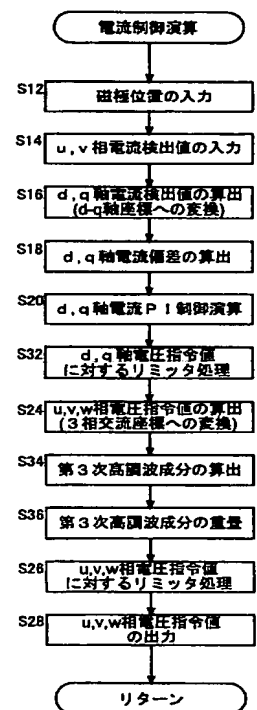 電流制御演算
S12
磁極位置の入力
S14
u,v相電流検出値の入力
S16
d,q軸電流検出値の算出
(d-q軸座標への変換)
S18
d,q軸電流偏差の算出
S20
d,q軸電流PI制御演算
S32
d,q軸電圧指令値
に対するリミッタ処理
S24
u,v,w相電圧指令値の算出
(3相交流座標への変換)
S34
第3次高調波成分の算出
S36
第3次高調波成分の重畳
S26
u,v,w相電圧指令値
に対するリミッタ処理
S28
u,v,w相電圧指令値
の出力
リターン